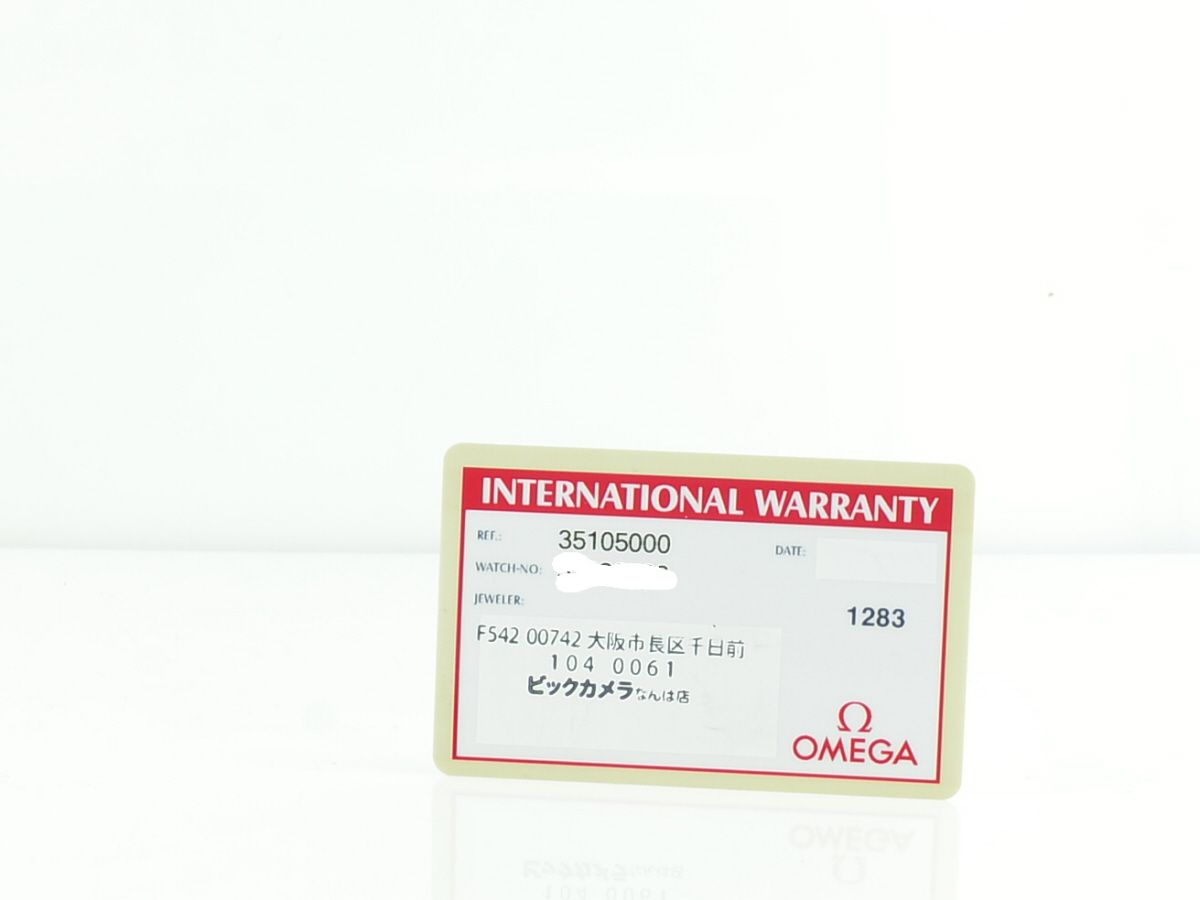 INTERNATIONAL WARRANTY
REF.: 35105000
DATE:
WATCH-NO:
JEWELER:
1283
F542 00742 大阪市長区千日前
104 0061
ビックカメラなんは店
Ω
OMEGA